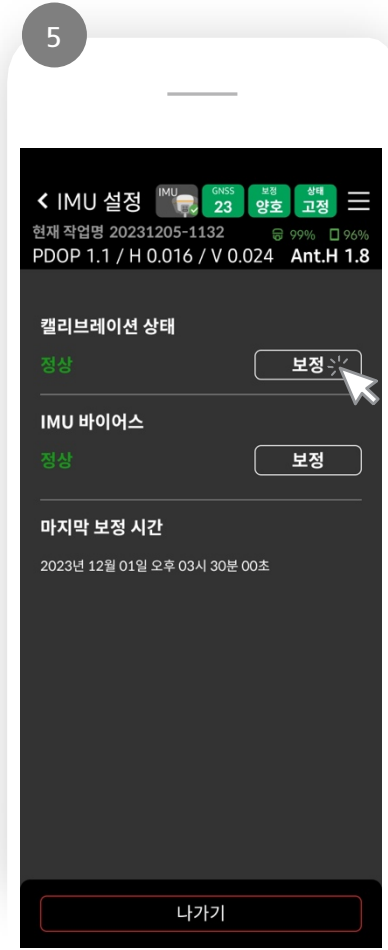 5
IMU 설정 IMU GNSS 23 보정 양호 상태 고정
현재 작업명 20231205-1132 99% 96%
PDOP 1.1 / H 0.016 / V 0.024 Ant.H 1.8
캘리브레이션 상태
정상 보정
IMU 바이어스
정상 보정
마지막 보정 시간
2023년 12월 01일 오후 03시 30분 00초
나가기